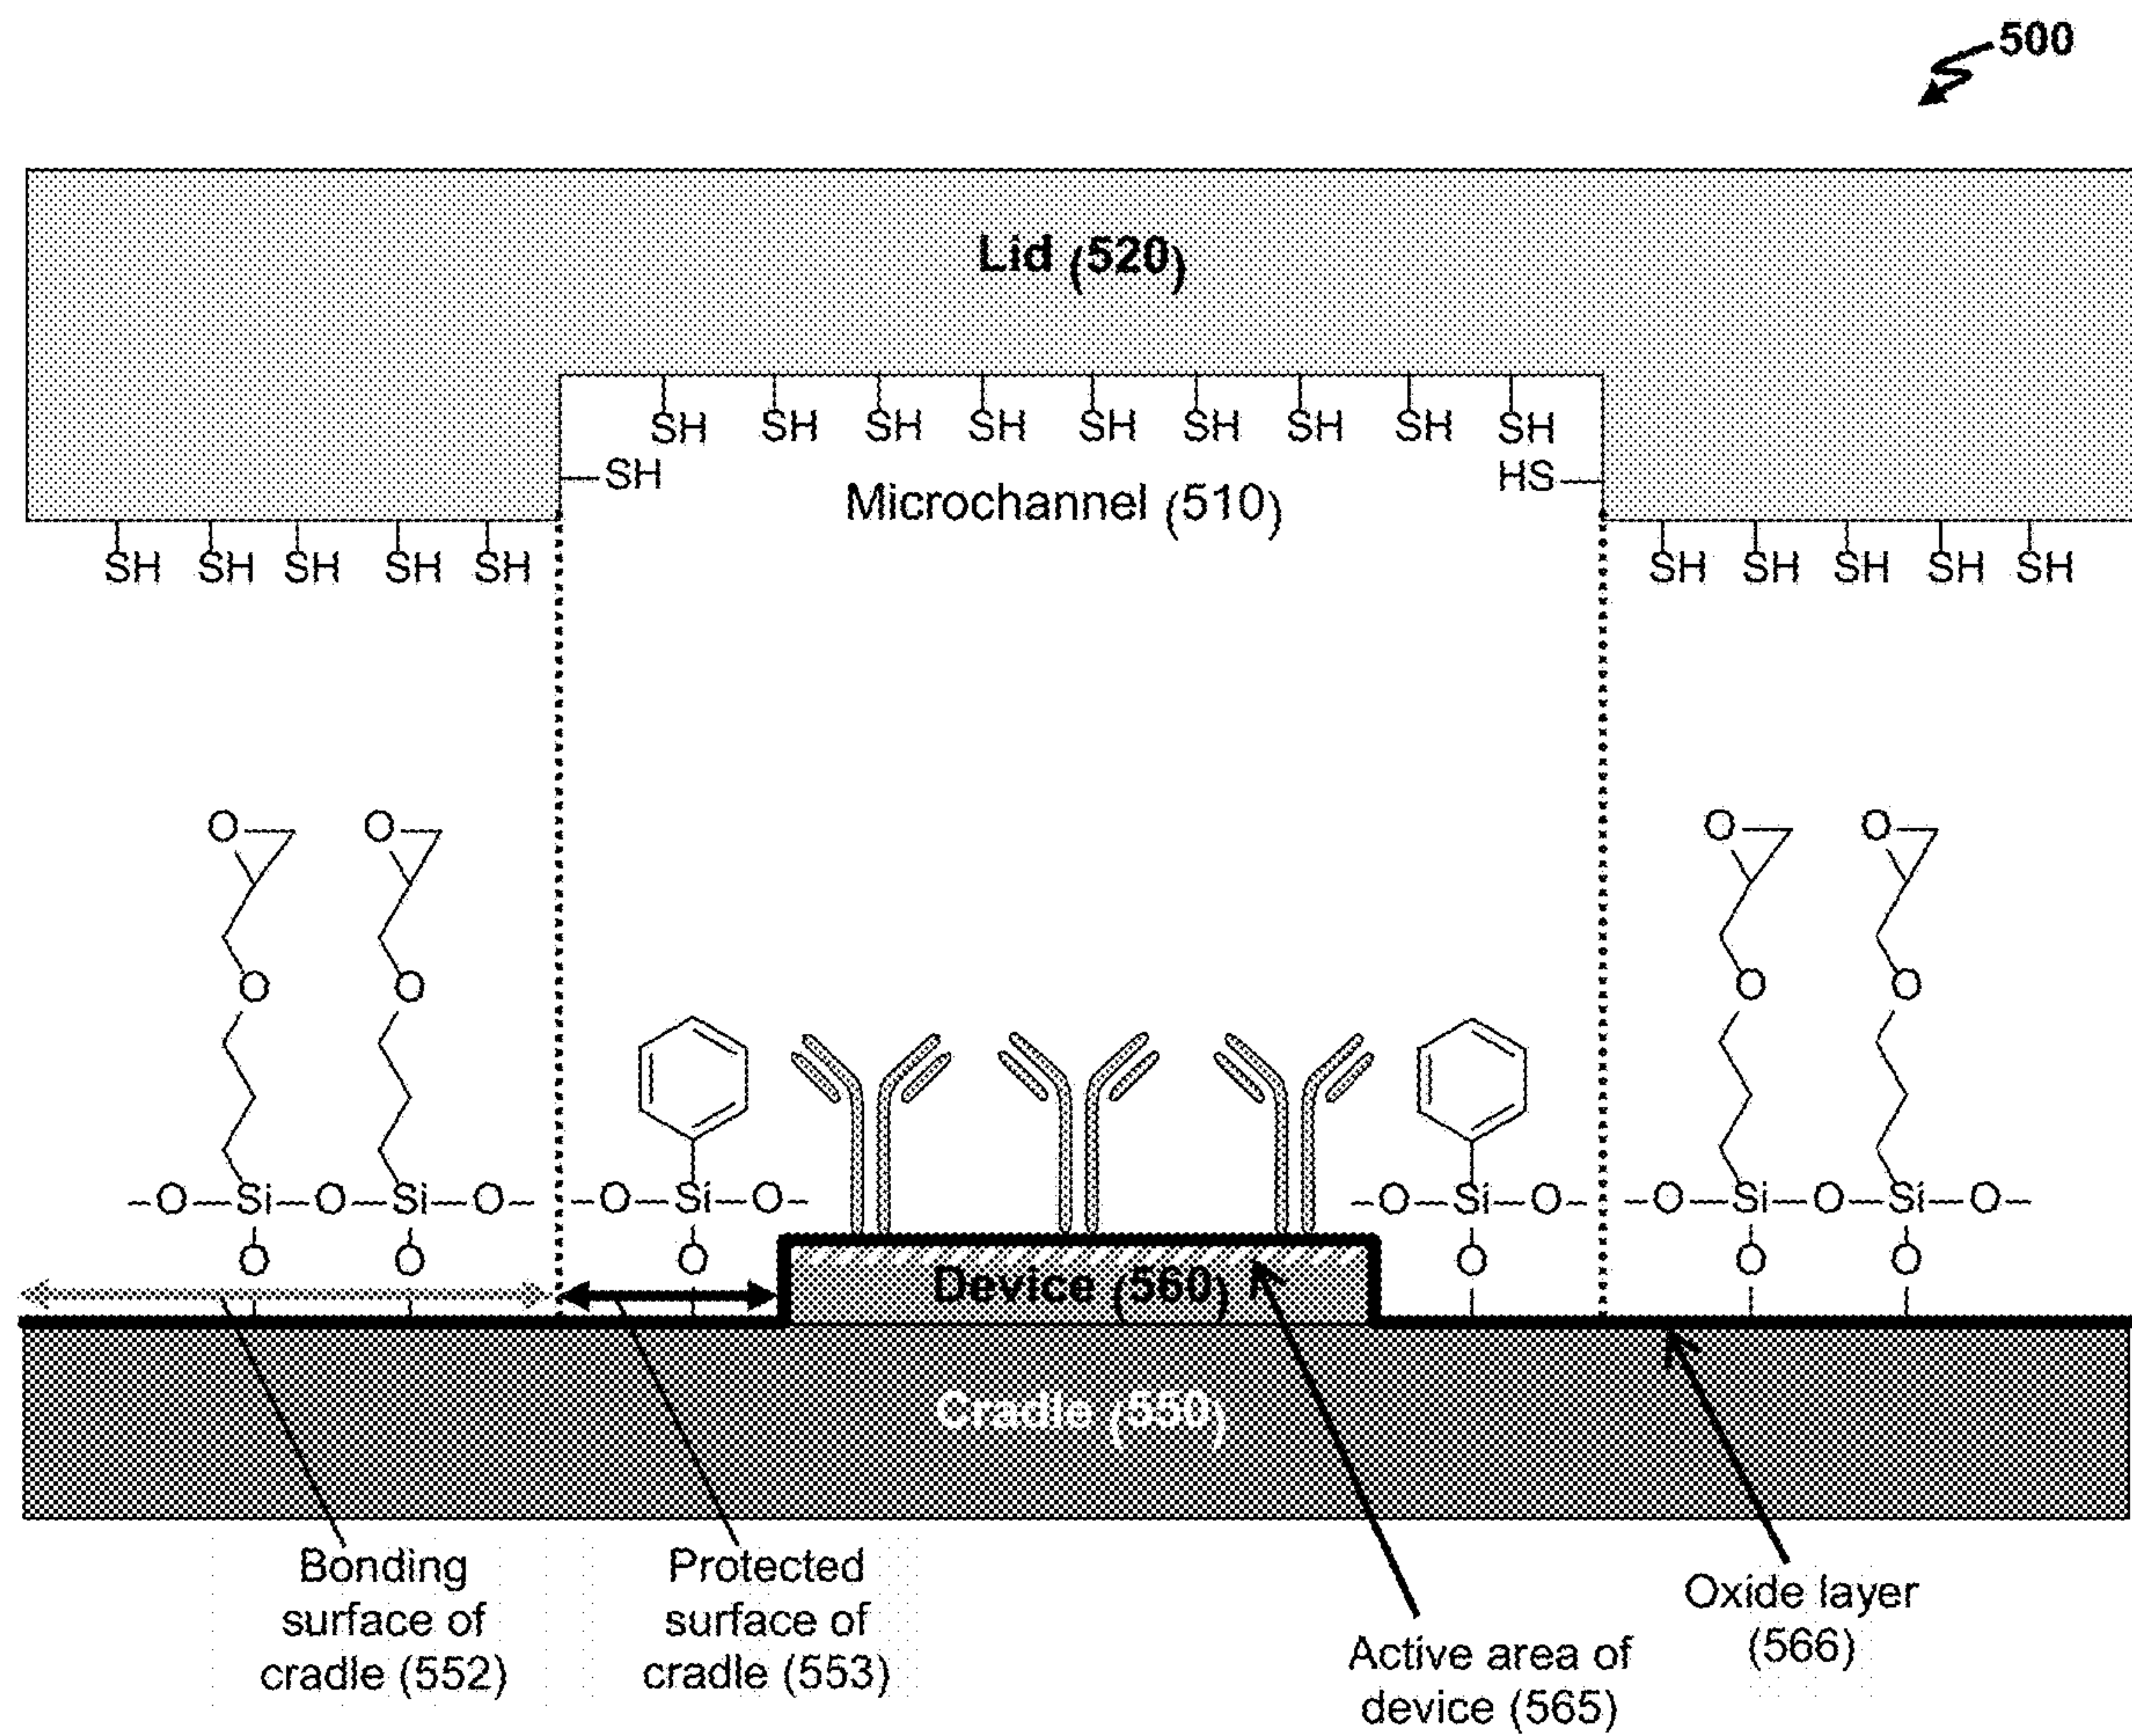 500
Lid (520)
SH SH SH SH SH SH SH SH SH
SH HS
Microchannel (510)
SH SH SH SH SH SH SH SH SH SH
O O O O
O O O O
-O-Si-O-Si-O- -O-Si-O- -O-Si-O- -O-Si-O-Si-O-
O O O O O O
Device (560)
Cradle (550)
Bonding
surface of
cradle (552)
Protected
surface of
cradle (553)
Active area of
device (565)
Oxide layer
(566)